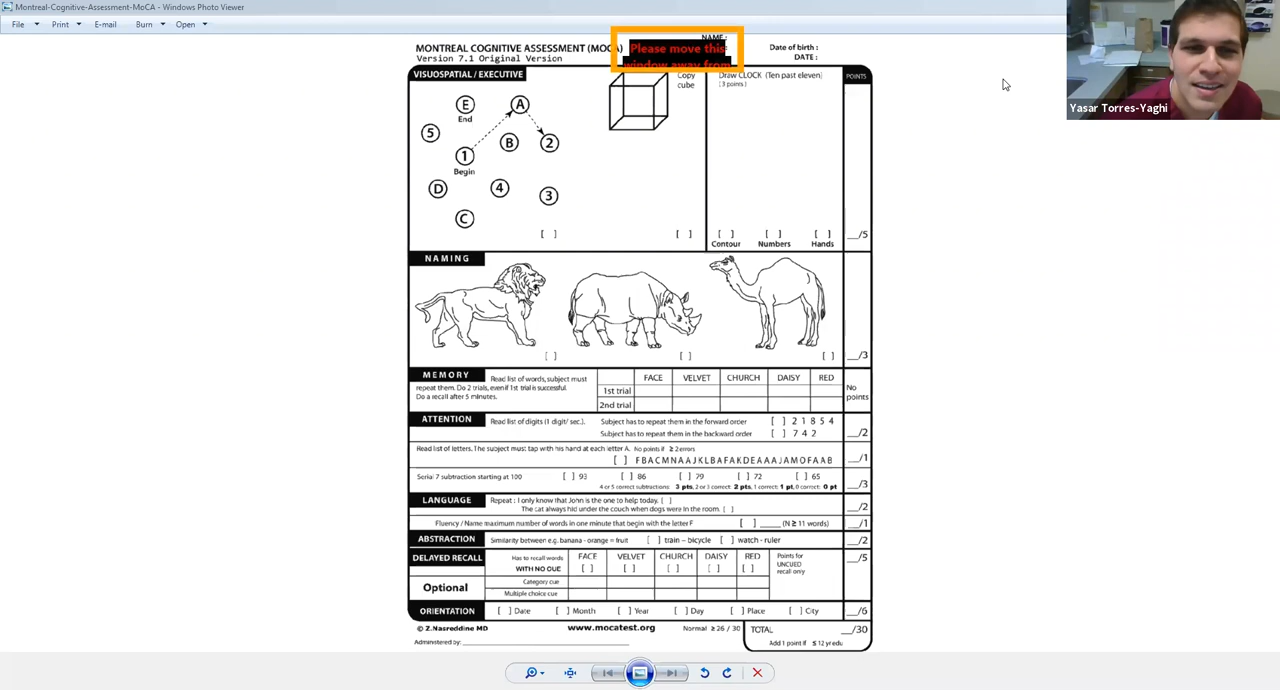 Montreal-Cognitive-Assessment-MoCA - Windows Photo Viewer
File Print E-mail Burn Open
Yasar Torres-Yaghi
MONTREAL COGNITIVE ASSESSMENT (MOCA)
Version 7.1 Original Version
NAME :
Please move this
window away from
Date of birth :
DATE :
VISUOSPATIAL / EXECUTIVE
Copy
cube
Draw CLOCK (Ten past eleven)
(3 points)
POINTS
E
End
A
5
B
2
1
Begin
D
4
3
C
[ ]
[ ]
[ ] [ ] [ ]
Contour Numbers Hands
__/5
NAMING
[ ] [ ] [ ]
__/3
MEMORY
Read list of words, subject must
repeat them. Do 2 trials, even if 1st trial is successful.
Do a recall after 5 minutes.
FACE VELVET CHURCH DAISY RED
1st trial
2nd trial
No
points
ATTENTION
Read list of digits (1 digit/ sec.).
Subject has to repeat them in the forward order [ ] 2 1 8 5 4
Subject has to repeat them in the backward order [ ] 7 4 2
__/2
Read list of letters. The subject must tap with his hand at each letter A. No points if ≥ 2 errors
[ ] F B A C M N A A J K L B A F A K D E A A A J A M O F A A B
__/1
Serial 7 subtraction starting at 100 [ ] 93 [ ] 86 [ ] 79 [ ] 72 [ ] 65
4 or 5 correct subtractions: 3 pts, 2 or 3 correct: 2 pts, 1 correct: 1 pt, 0 correct: 0 pt
__/3
LANGUAGE
Repeat : I only know that John is the one to help today. [ ]
The cat always hid under the couch when dogs were in the room. [ ]
__/2
Fluency / Name maximum number of words in one minute that begin with the letter F [ ] _____ (N ≥ 11 words)
__/1
ABSTRACTION
Similarity between e.g. banana - orange = fruit [ ] train – bicycle [ ] watch - ruler
__/2
DELAYED RECALL
Has to recall words
WITH NO CUE
FACE VELVET CHURCH DAISY RED
[ ] [ ] [ ] [ ] [ ]
Points for
UNCUED
recall only
__/5
Optional
Category cue
Multiple choice cue
ORIENTATION
[ ] Date [ ] Month [ ] Year [ ] Day [ ] Place [ ] City
__/6
© Z.Nasreddine MD
www.mocatest.org
Normal ≥ 26 / 30
TOTAL __/30
Administered by:
Add 1 point if ≤ 12 yr edu